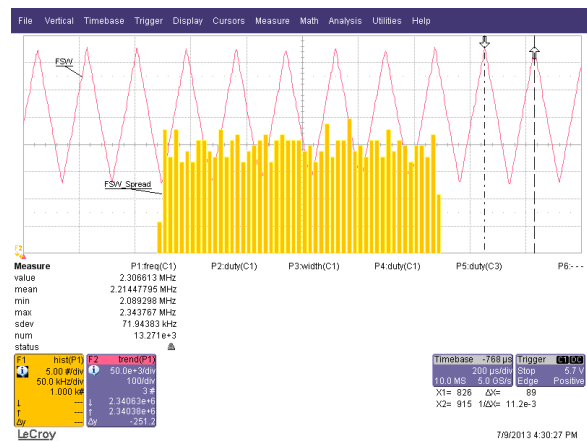 File Vertical Timebase Trigger Display Cursors Measure Math Analysis Utilities Help
FSW
FSW_Spread
F2
Measure P1:freq(C1) P2:duty(C1) P3:width(C1) P4:duty(C1) P5:duty(C3) P6:- - -
value 2.306613 MHz
mean 2.21447795 MHz
min 2.089298 MHz
max 2.343767 MHz
sdev 71.94383 kHz
num 13.271e+3
status
F1 hist(P1) F2 trend(P1)
5.00 #/div 50.0e+3/div
50.0 kHz/div 100/div
1.000 k# 3 #
↓ --- ↓ 2.34063e+6
↑ --- ↑ 2.34038e+6
Δy --- Δy -251.2
Timebase -768 µs Trigger C1 DC
200 µs/div Stop 5.7 V
10.0 MS 5.0 GS/s Edge Positive
X1= 826 ΔX= 89
X2= 915 1/ΔX= 11.2e-3
LeCroy 7/9/2013 4:30:27 PM